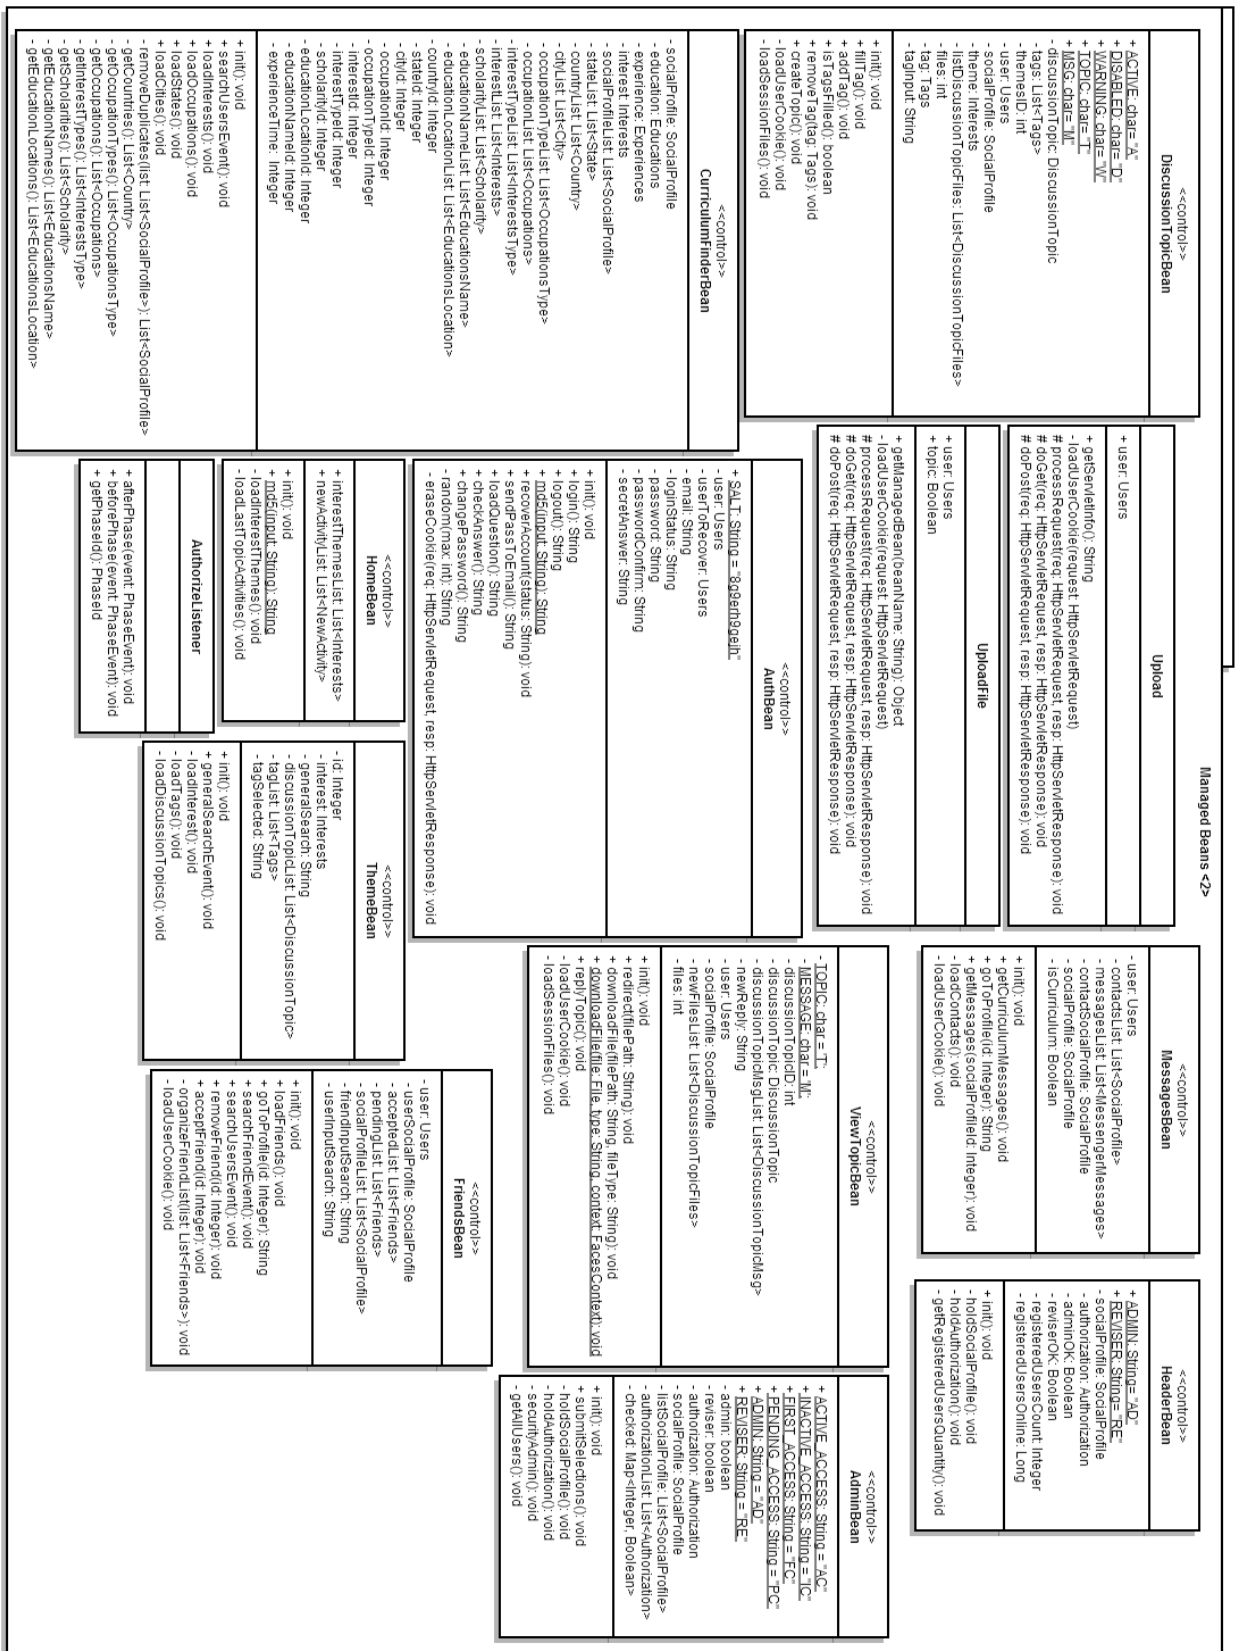 Managed Beans <2>
<<control>>
DiscussionTopicBean
+ ACTIVE: char= "A"
+ DISABLED: char= "D"
+ WARNING: char= "W"
+ TOPIC: char= "T"
+ MSG: char= "M"
- discussionTopic: DiscussionTopic
- tags: List<Tags>
- themesID: int
- user: Users
- socialProfile: SocialProfile
- theme: Interests
- listDiscussionTopicFiles: List<DiscussionTopicFiles>
- files: int
- tag: Tags
- tagInput: String
+ init(): void
+ fillTag(): void
+ addTag(): void
+ isTagsFilled(): boolean
+ removeTag(tag: Tags): void
+ createTopic(): void
- loadUserCookie(): void
- loadSessionFiles(): void
Upload
+ user: Users
+ getServletInfo(): String
- loadUserCookie(request: HttpServletRequest)
# processRequest(req: HttpServletRequest, resp: HttpServletResponse): void
# doGet(req: HttpServletRequest, resp: HttpServletResponse): void
# doPost(req: HttpServletRequest, resp: HttpServletResponse): void
UploadFile
+ user: Users
+ topic: Boolean
+ getManagedBean(beanName: String): Object
- loadUserCookie(request: HttpServletRequest)
# processRequest(req: HttpServletRequest, resp: HttpServletResponse): void
# doGet(req: HttpServletRequest, resp: HttpServletResponse): void
# doPost(req: HttpServletRequest, resp: HttpServletResponse): void
<<control>>
MessagesBean
- user: Users
- contactsList: List<SocialProfile>
- messagesList: List<MessengerMessages>
- contactSocialProfile: SocialProfile
- socialProfile: SocialProfile
- isCurriculum: Boolean
+ init(): void
+ getCurriculumMessages(): void
+ goToProfile(id: Integer): String
+ getMessages(socialProfileId: Integer): void
- loadContacts(): void
- loadUserCookie(): void
<<control>>
HeaderBean
+ ADMIN: String= "AD"
+ REVISER: String= "RE"
- socialProfile: SocialProfile
- authorization: Authorization
- adminOK: Boolean
- reviserOK: Boolean
- registeredUsersCount: Integer
- registeredUsersOnline: Long
+ init(): void
- holdSocialProfile(): void
- holdAuthorization(): void
- getRegisteredUsersQuantity(): void
<<control>>
CurriculumFinderBean
- socialProfile: SocialProfile
- education: Educations
- experience: Experiences
- interest: Interests
- socialProfileList: List<SocialProfile>
- stateList: List<State>
- countryList: List<Country>
- cityList: List<City>
- occupationTypeList: List<OccupationsType>
- occupationList: List<Occupations>
- interestTypeList: List<InterestsType>
- interestList: List<Interests>
- scholarityList: List<Scholarity>
- educationNameList: List<EducationsName>
- educationLocationList: List<EducationsLocation>
- countryId: Integer
- stateId: Integer
- cityId: Integer
- occupationId: Integer
- occupationTypeId: Integer
- interestId: Integer
- interestTypeId: Integer
- scholarityId: Integer
- educationLocationId: Integer
- educationNameId: Integer
- experienceTime: Integer
+ init(): void
+ searchUsersEvent(): void
+ loadInterests(): void
+ loadOccupations(): void
+ loadStates(): void
+ loadCities(): void
- removeDuplicates(list: List<SocialProfile>): List<SocialProfile>
- getCountries(): List<Country>
- getOccupationTypes(): List<OccupationsType>
- getOccupations(): List<Occupations>
- getInterestTypes(): List<InterestsType>
- getScholarities(): List<Scholarity>
- getEducationNames(): List<EducationsName>
- getEducationLocations(): List<EducationsLocation>
<<control>>
AuthBean
+ SALT: String = "8g9erh9gejh"
- user: Users
- userToRecover: Users
- email: String
- loginStatus: String
- password: String
- passwordConfirm: String
- secretAnswer: String
+ init(): void
+ login(): String
+ logout(): String
+ md5(input: String): String
+ recoverAccount(status: String): void
+ sendPassToEmail(): String
+ loadQuestion(): String
+ checkAnswer(): String
+ changePassword(): String
- random(max: int): String
- eraseCookie(req: HttpServletRequest, resp: HttpServletResponse): void
<<control>>
ViewTopicBean
- TOPIC: char = 'T';
- MESSAGE: char = 'M';
- discussionTopicID: int
- discussionTopic: DiscussionTopic
- discussionTopicMsgList: List<DiscussionTopicMsg>
- newReply: String
- user: Users
- socialProfile: SocialProfile
- newFilesList: List<DiscussionTopicFiles>
- files: int
+ init(): void
+ redirect(filePath: String): void
+ downloadFile(filePath: String, fileType: String): void
+ downloadFile(file: File, type: String, context: FacesContext): void
+ replyTopic(): void
- loadUserCookie(): void
- loadSessionFiles(): void
<<control>>
AdminBean
+ ACTIVE_ACCESS: String = "AC"
+ INACTIVE_ACCESS: String = "IC"
+ FIRST_ACCESS: String = "FC"
+ PENDING_ACCESS: String = "PC"
+ ADMIN: String = "AD"
+ REVISER: String = "RE"
- admin: boolean
- reviser: boolean
- authorization: Authorization
- socialProfile: SocialProfile
- listSocialProfile: List<SocialProfile>
- authorizationList: List<Authorization>
- checked: Map<Integer, Boolean>
+ init(): void
+ submitSelections(): void
- holdSocialProfile(): void
- holdAuthorization(): void
- securityAdmin(): void
- getAllUsers(): void
<<control>>
HomeBean
+ interestThemesList: List<Interests>
+ newActivityList: List<NewActivity>
+ init(): void
+ md5(input: String): String
- loadInterestThemes(): void
- loadLastTopicActivities(): void
<<control>>
ThemeBean
- id: Integer
- interest: Interests
- generalSearch: String
- discussionTopicList: List<DiscussionTopic>
- tagList: List<Tags>
- tagSelected: String
+ init(): void
+ generalSearchEvent(): void
- loadInterest(): void
- loadTags(): void
- loadDiscussionTopics(): void
<<control>>
FriendsBean
- user: Users
- userSocialProfile: SocialProfile
- acceptedList: List<Friends>
- pendingList: List<Friends>
- socialProfileList: List<SocialProfile>
- friendInputSearch: String
- userInputSearch: String
+ init(): void
+ loadFriends(): void
+ goToProfile(id: Integer): String
+ searchFriendEvent(): void
+ searchUsersEvent(): void
+ removeFriend(id: Integer): void
+ acceptFriend(id: Integer): void
- organizeFriendList(list: List<Friends>): void
- loadUserCookie(): void
AuthorizeListener
+ afterPhase(event: PhaseEvent): void
+ beforePhase(event: PhaseEvent): void
+ getPhaseId(): PhaseId